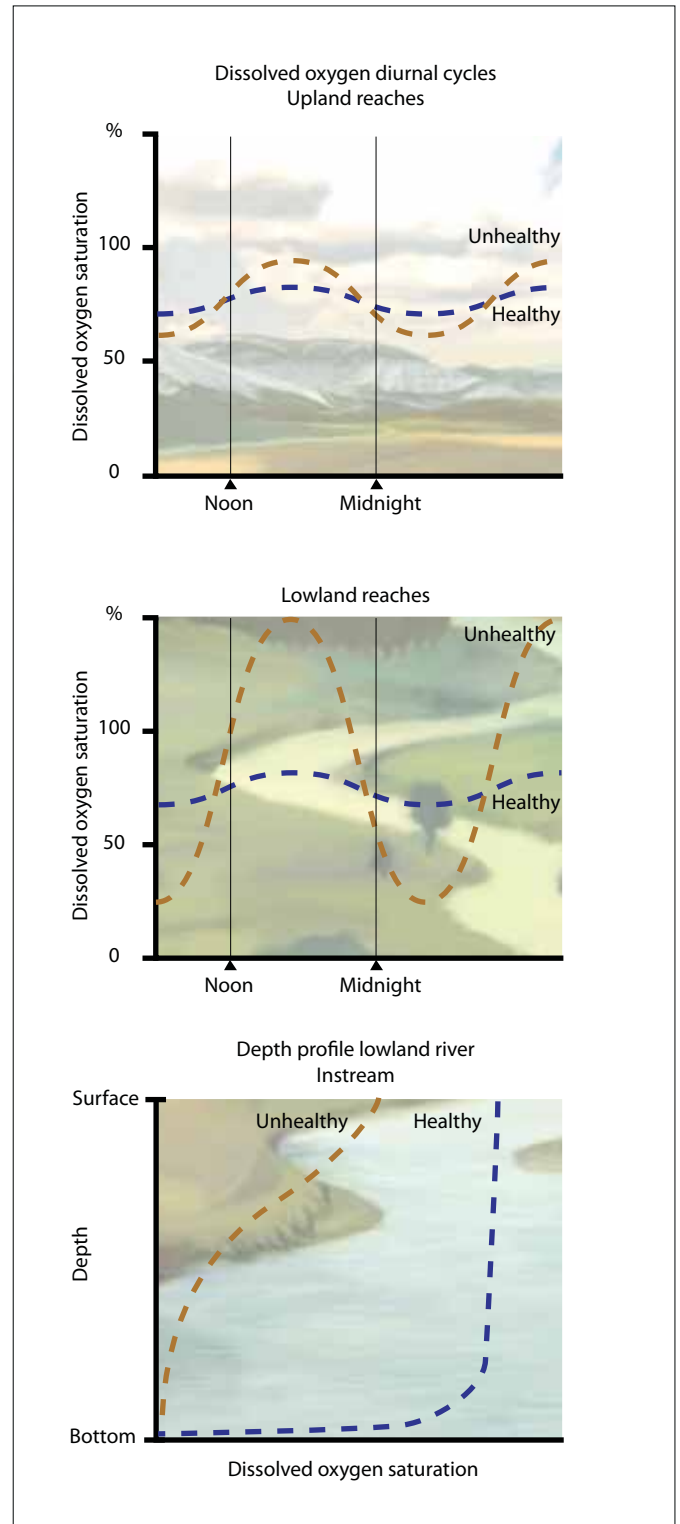 Dissolved oxygen diurnal cycles
Upland reaches
%
100
50
0
Dissolved oxygen saturation
Unhealthy
Healthy
Noon
Midnight
Lowland reaches
%
100
50
0
Dissolved oxygen saturation
Unhealthy
Healthy
Noon
Midnight
Depth profile lowland river
Instream
Surface
Unhealthy
Healthy
Depth
Bottom
Dissolved oxygen saturation